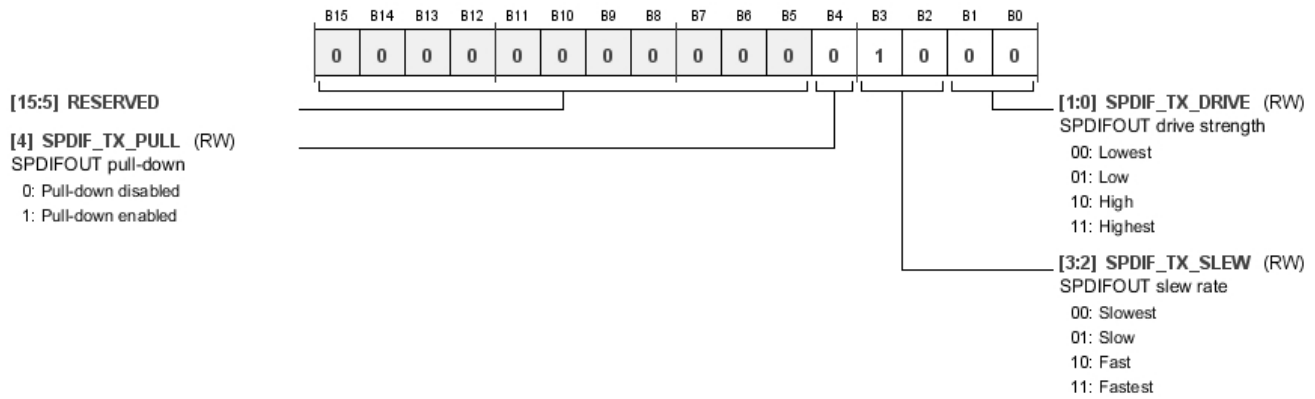 B15 B14 B13 B12 B11 B10 B9 B8 B7 B6 B5 B4 B3 B2 B1 B0
0 0 0 0 0 0 0 0 0 0 0 0 1 0 0 0
[15:5] RESERVED
[4] SPDIF_TX_PULL (RW)
SPDIFOUT pull-down
0: Pull-down disabled
1: Pull-down enabled
[1:0] SPDIF_TX_DRIVE (RW)
SPDIFOUT drive strength
00: Lowest
01: Low
10: High
11: Highest
[3:2] SPDIF_TX_SLEW (RW)
SPDIFOUT slew rate
00: Slowest
01: Slow
10: Fast
11: Fastest